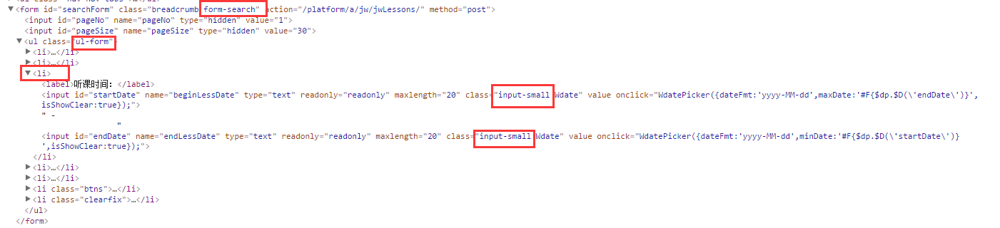 <form id="searchForm" class="breadcrumb form-search" action="/platform/a/jw/jwLessons/" method="post">
<input id="pageNo" name="pageNo" type="hidden" value="1">
<input id="pageSize" name="pageSize" type="hidden" value="30">
<ul class="ul-form">
<li>…</li>
<li>…</li>
<li>
<label>听课时间：</label>
<input id="startDate" name="beginLessDate" type="text" readonly="readonly" maxlength="20" class="input-small Wdate" value onclick="WdatePicker({dateFmt:'yyyy-MM-dd',maxDate:'#F{$dp.$D(\'endDate\')}',
isShowClear:true});">
" -
"
<input id="endDate" name="endLessDate" type="text" readonly="readonly" maxlength="20" class="input-small Wdate" value onclick="WdatePicker({dateFmt:'yyyy-MM-dd',minDate:'#F{$dp.$D(\'startDate\')}
',isShowClear:true});">
</li>
<li>…</li>
<li>…</li>
<li class="btns">…</li>
<li class="clearfix">…</li>
</ul>
</form>